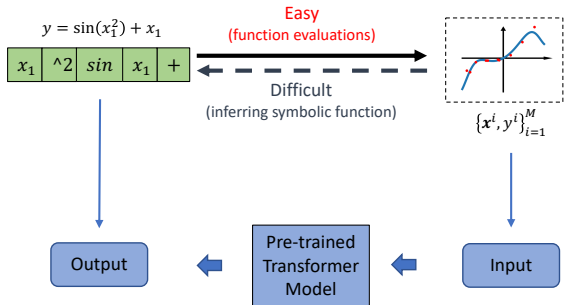 y = sin(x₁²) + x₁
Easy
(function evaluations)
x₁ ^2 sin x₁ +
Difficult
(inferring symbolic function)
{𝒙ⁱ, yⁱ}ᵢ₌₁ᴹ
Output
Pre-trained
Transformer
Model
Input